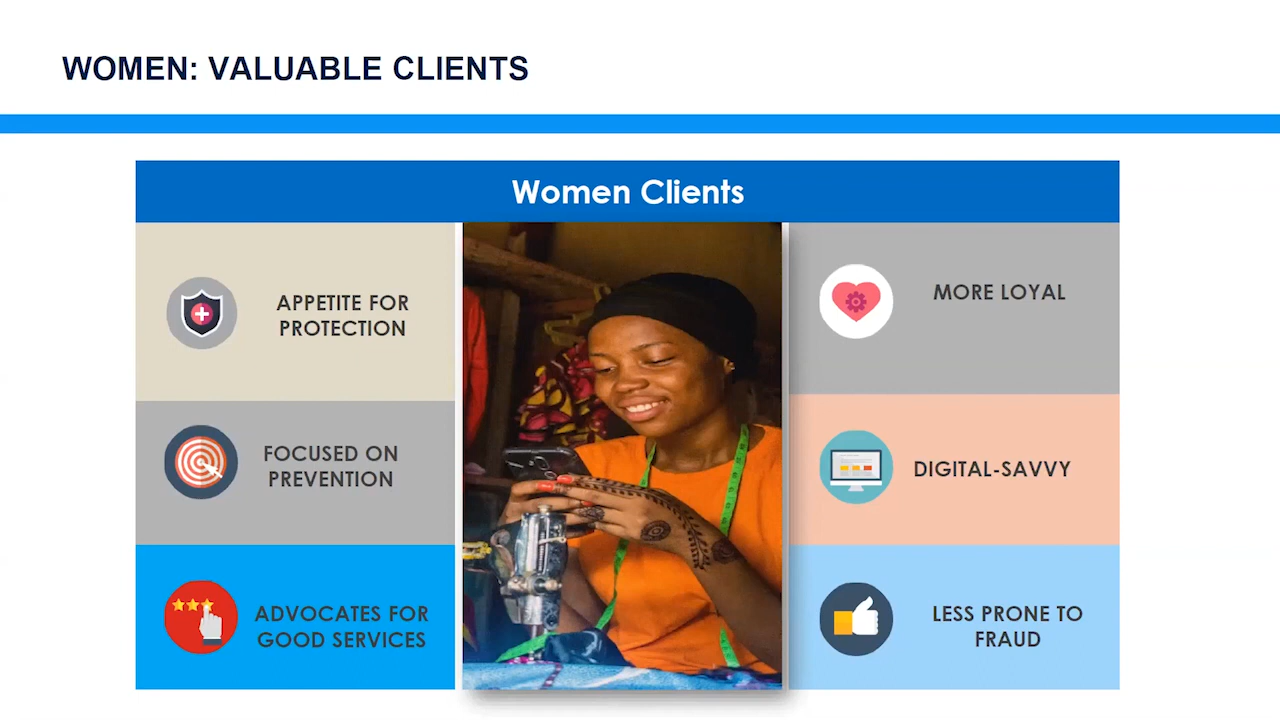 WOMEN: VALUABLE CLIENTS
Women Clients
APPETITE FOR
PROTECTION
FOCUSED ON
PREVENTION
ADVOCATES FOR
GOOD SERVICES
MORE LOYAL
DIGITAL-SAVVY
LESS PRONE TO
FRAUD